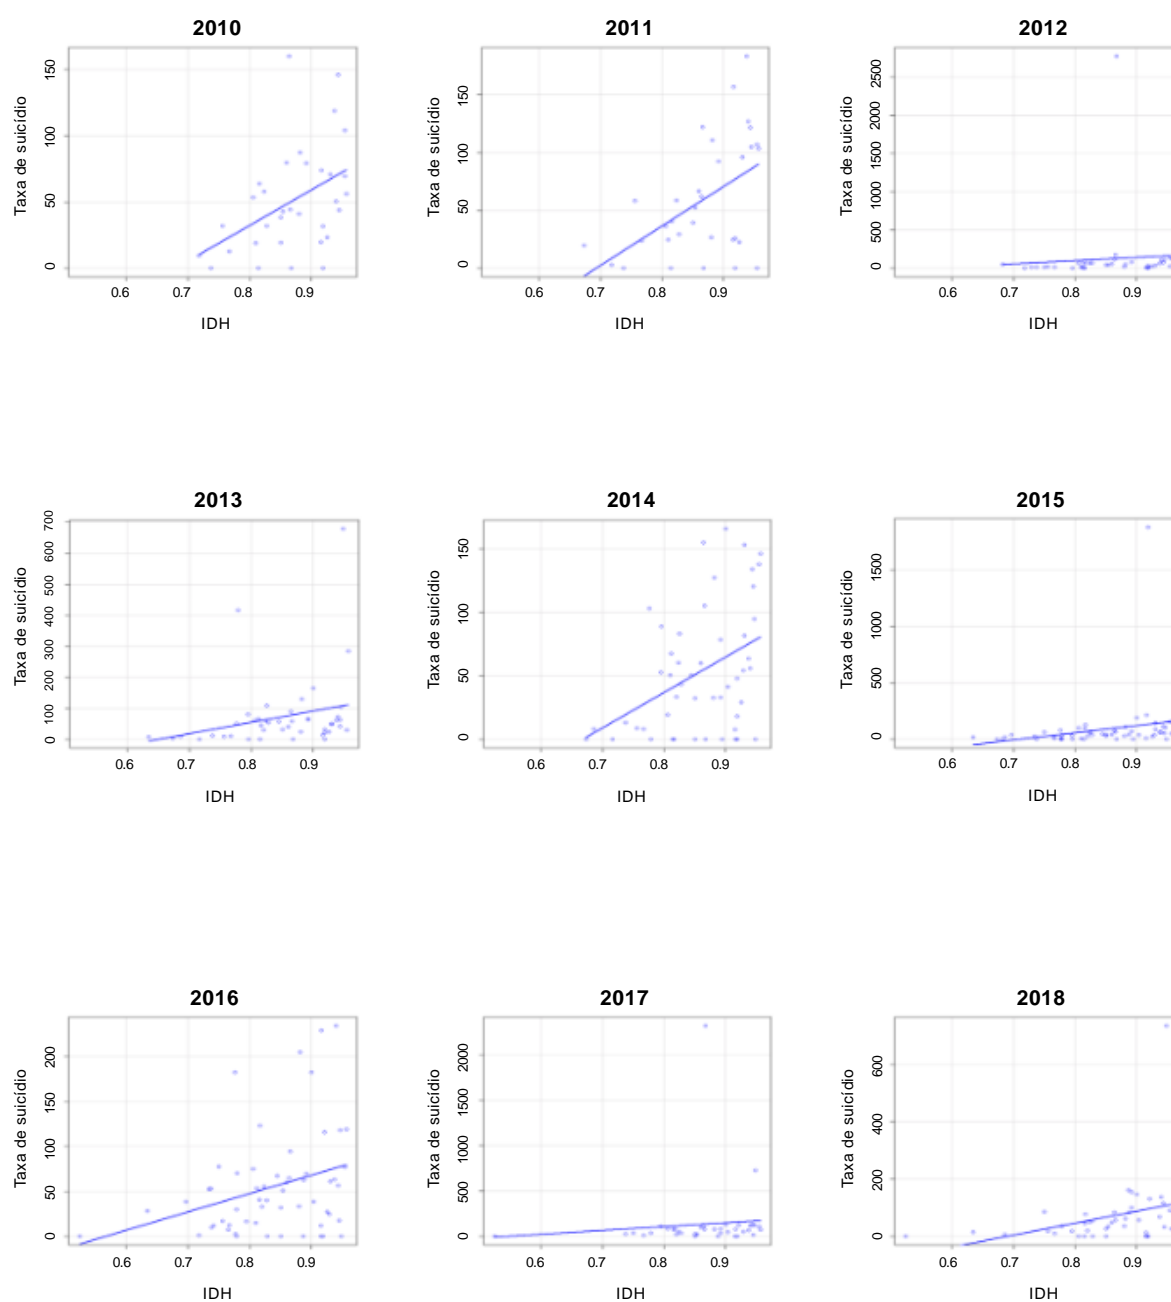 2010
2011
2012
Taxa de suicídio
0 50 100 150
0.6 0.7 0.8 0.9
IDH
Taxa de suicídio
0 50 100 150
0.6 0.7 0.8 0.9
IDH
Taxa de suicídio
0 500 1000 1500 2000 2500
0.6 0.7 0.8 0.9
IDH
2013
2014
2015
Taxa de suicídio
0 100 200 300 400 500 600 700
0.6 0.7 0.8 0.9
IDH
Taxa de suicídio
0 50 100 150
0.6 0.7 0.8 0.9
IDH
Taxa de suicídio
0 500 1000 1500
0.6 0.7 0.8 0.9
IDH
2016
2017
2018
Taxa de suicídio
0 50 100 150 200
0.6 0.7 0.8 0.9
IDH
Taxa de suicídio
0 500 1000 1500 2000
0.6 0.7 0.8 0.9
IDH
Taxa de suicídio
0 200 400 600
0.6 0.7 0.8 0.9
IDH